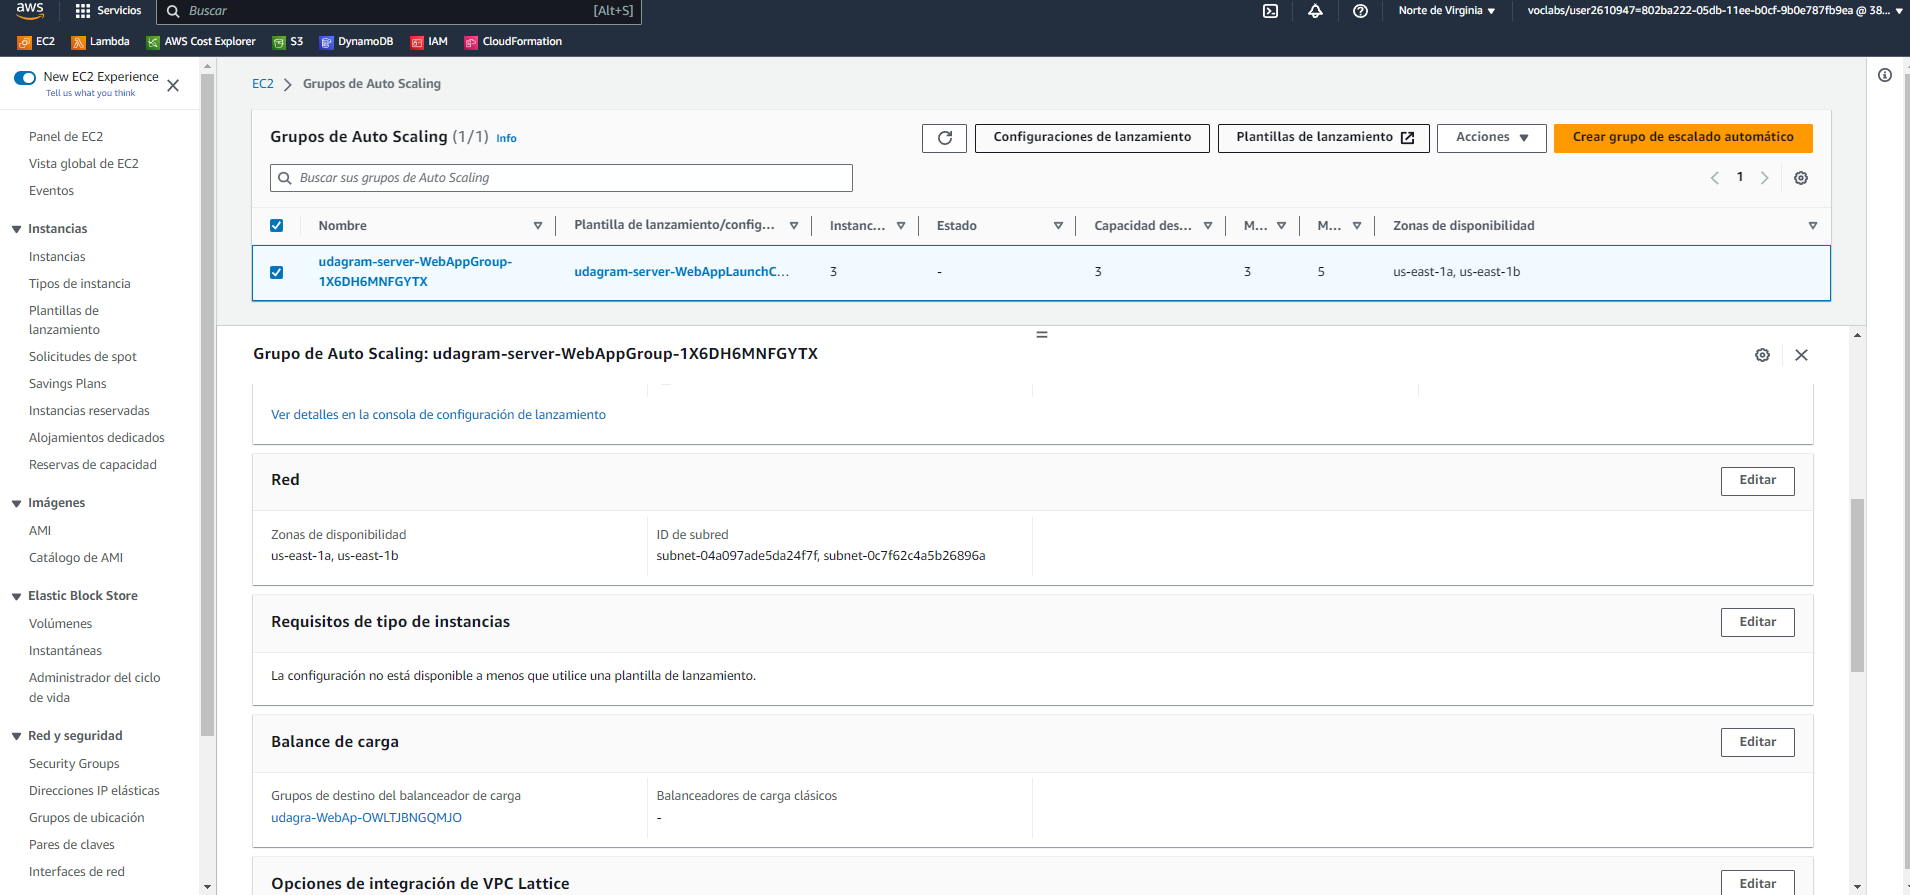 aws
Servicios
Buscar
[Alt+S]
Norte de Virginia
voclabs/user2610947=802ba222-05db-11ee-b0cf-9b0e787fb9ea @ 38...
EC2
Lambda
AWS Cost Explorer
S3
DynamoDB
IAM
CloudFormation
New EC2 Experience
Tell us what you think
Panel de EC2
Vista global de EC2
Eventos
Instancias
Instancias
Tipos de instancia
Plantillas de
lanzamiento
Solicitudes de spot
Savings Plans
Instancias reservadas
Alojamientos dedicados
Reservas de capacidad
Imágenes
AMI
Catálogo de AMI
Elastic Block Store
Volúmenes
Instantáneas
Administrador del ciclo
de vida
Red y seguridad
Security Groups
Direcciones IP elásticas
Grupos de ubicación
Pares de claves
Interfaces de red
EC2
Grupos de Auto Scaling
Grupos de Auto Scaling (1/1) Info
Configuraciones de lanzamiento
Plantillas de lanzamiento
Acciones
Crear grupo de escalado automático
Buscar sus grupos de Auto Scaling
1
Nombre
Plantilla de lanzamiento/config...
Instanc...
Estado
Capacidad des...
M...
M...
Zonas de disponibilidad
udagram-server-WebAppGroup-
1X6DH6MNFGYTX
udagram-server-WebAppLaunchC...
3
-
3
3
5
us-east-1a, us-east-1b
Grupo de Auto Scaling: udagram-server-WebAppGroup-1X6DH6MNFGYTX
Ver detalles en la consola de configuración de lanzamiento
Red
Editar
Zonas de disponibilidad
us-east-1a, us-east-1b
ID de subred
subnet-04a097ade5da24f7f, subnet-0c7f62c4a5b26896a
Requisitos de tipo de instancias
Editar
La configuración no está disponible a menos que utilice una plantilla de lanzamiento.
Balance de carga
Editar
Grupos de destino del balanceador de carga
udagra-WebAp-OWLTJBNGQMJO
Balanceadores de carga clásicos
-
Opciones de integración de VPC Lattice
Editar